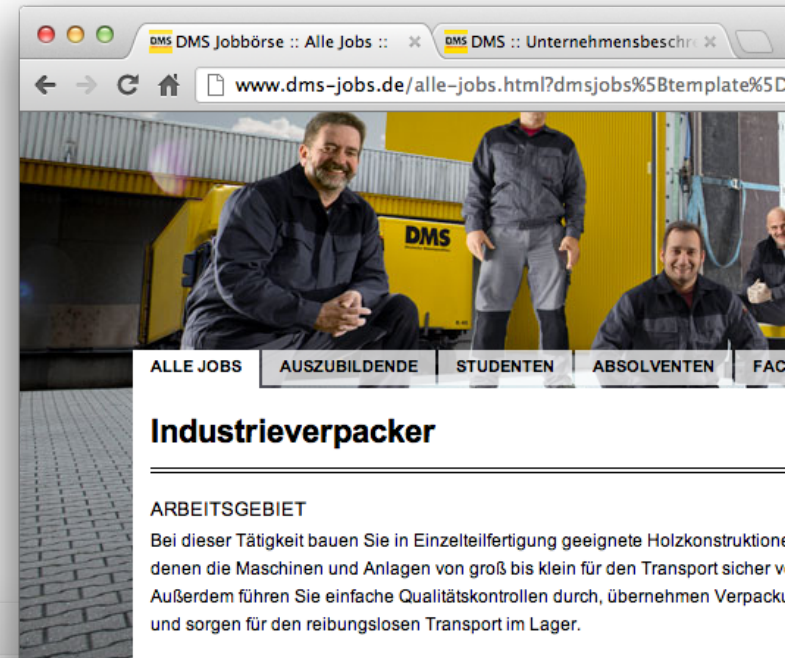 DMS DMS Jobbörse :: Alle Jobs ::
DMS DMS :: Unternehmensbeschr
www.dms-jobs.de/alle-jobs.html?dmsjobs%5Btemplate%5D
DMS
ALLE JOBS AUSZUBILDENDE STUDENTEN ABSOLVENTEN FAC
Industrieverpacker
ARBEITSGEBIET
Bei dieser Tätigkeit bauen Sie in Einzelteilfertigung geeignete Holzkonstruktione
denen die Maschinen und Anlagen von groß bis klein für den Transport sicher v
Außerdem führen Sie einfache Qualitätskontrollen durch, übernehmen Verpacku
und sorgen für den reibungslosen Transport im Lager.